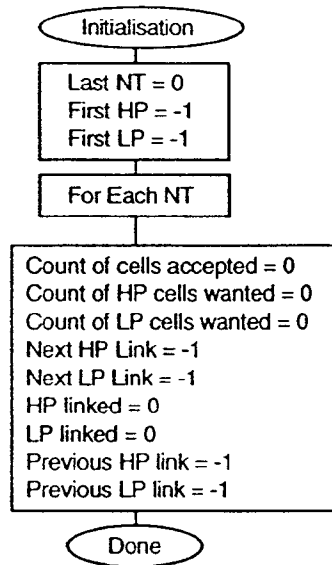 Initialisation
Last NT = 0
First HP = -1
First LP = -1
For Each NT
Count of cells accepted = 0
Count of HP cells wanted = 0
Count of LP cells wanted = 0
Next HP Link = -1
Next LP Link = -1
HP linked = 0
LP linked = 0
Previous HP link = -1
Previous LP link = -1
Done